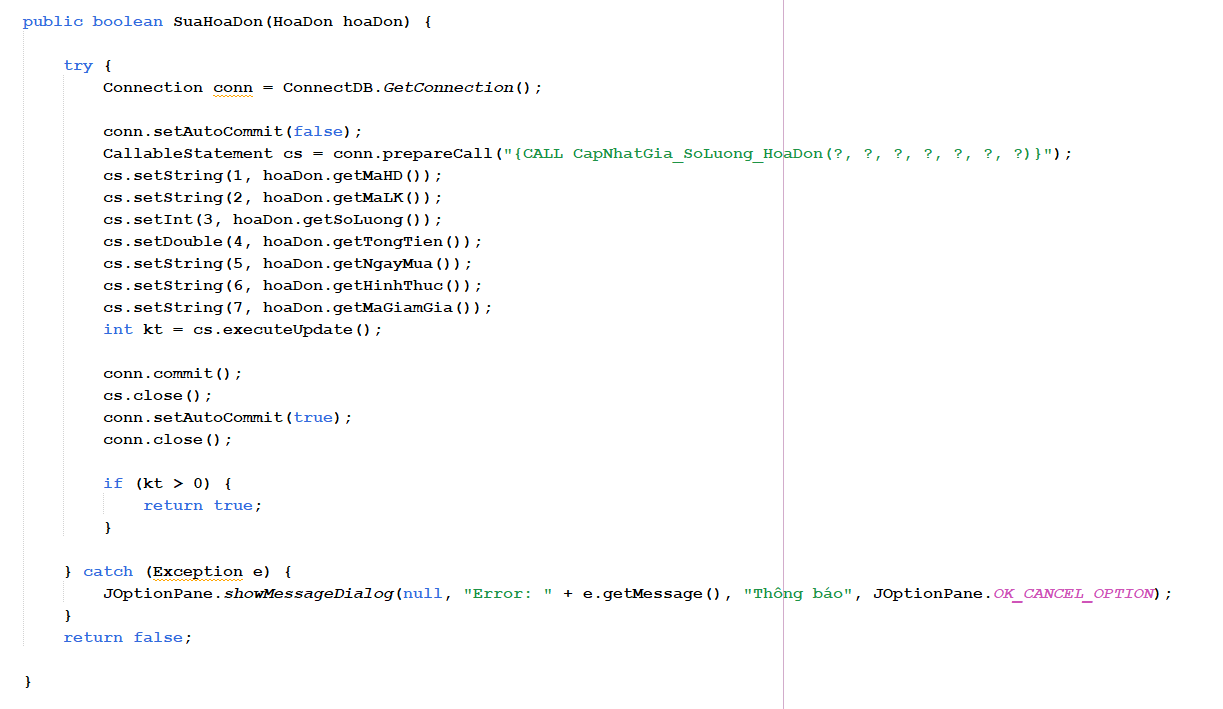 public boolean SuaHoaDon(HoaDon hoaDon) {
try {
Connection conn = ConnectDB.GetConnection();
conn.setAutoCommit(false);
CallableStatement cs = conn.prepareCall("{CALL CapNhatGia_SoLuong_HoaDon(?, ?, ?, ?, ?, ?, ?)}");
cs.setString(1, hoaDon.getMaHD());
cs.setString(2, hoaDon.getMaLK());
cs.setInt(3, hoaDon.getSoLuong());
cs.setDouble(4, hoaDon.getTongTien());
cs.setString(5, hoaDon.getNgayMua());
cs.setString(6, hoaDon.getHinhThuc());
cs.setString(7, hoaDon.getMaGiamGia());
int kt = cs.executeUpdate();
conn.commit();
cs.close();
conn.setAutoCommit(true);
conn.close();
if (kt > 0) {
return true;
}
} catch (Exception e) {
JOptionPane.showMessageDialog(null, "Error: " + e.getMessage(), "Thông báo", JOptionPane.OK_CANCEL_OPTION);
}
return false;
}